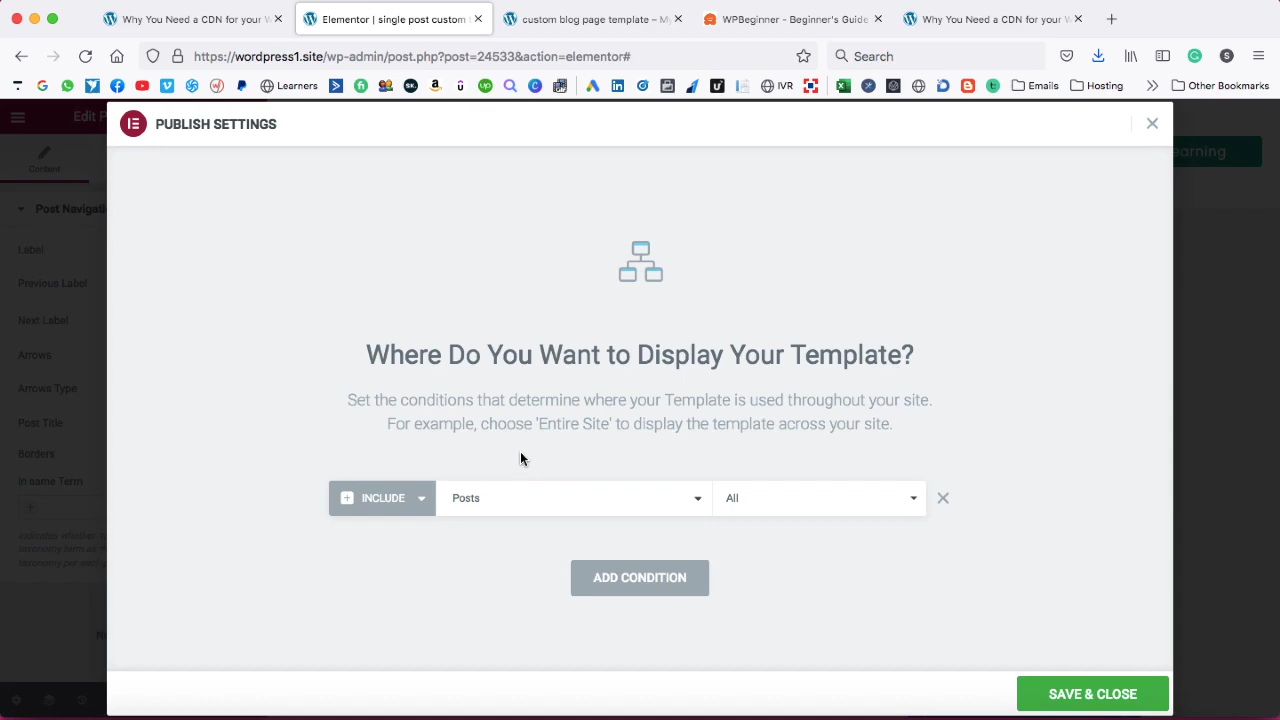 Why You Need a CDN for your W
Elementor | single post custom
custom blog page template – My
WPBeginner - Beginner's Guide
Why You Need a CDN for your W
https://wordpress1.site/wp-admin/post.php?post=24533&action=elementor#
Search
Learners
IVR
Emails
Hosting
Other Bookmarks
Edit P
earning
Content
PUBLISH SETTINGS
Post Navigati
Label
Previous Label
Next Label
Arrows
Arrows Type
Post Title
Borders
In same Term
Where Do You Want to Display Your Template?
Set the conditions that determine where your Template is used throughout your site.
For example, choose 'Entire Site' to display the template across your site.
INCLUDE
Posts
All
ADD CONDITION
SAVE & CLOSE